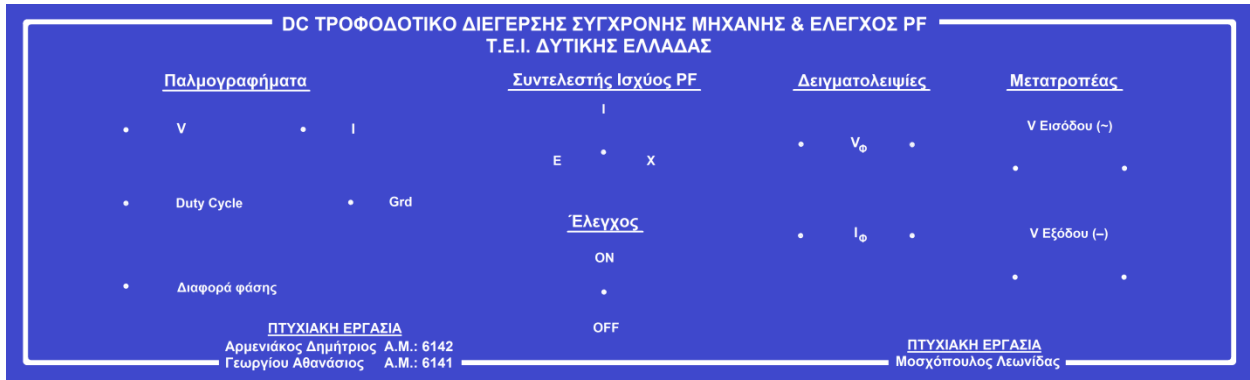 DC ΤΡΟΦΟΔΟΤΙΚΟ ΔΙΕΓΕΡΣΗΣ ΣΥΓΧΡΟΝΗΣ ΜΗΧΑΝΗΣ & ΕΛΕΓΧΟΣ PF
Τ.Ε.Ι. ΔΥΤΙΚΗΣ ΕΛΛΑΔΑΣ
Παλμογραφήματα
V
I
Duty Cycle
Grd
Διαφορά φάσης
Συντελεστής Ισχύος PF
I
E
X
Έλεγχος
ON
OFF
Δειγματολειψίες
VΦ
IΦ
Μετατροπέας
V Εισόδου (~)
V Εξόδου (–)
ΠΤΥΧΙΑΚΗ ΕΡΓΑΣΙΑ
Αρμενιάκος Δημήτριος Α.Μ.: 6142
Γεωργίου Αθανάσιος Α.Μ.: 6141
ΠΤΥΧΙΑΚΗ ΕΡΓΑΣΙΑ
Μοσχόπουλος Λεωνίδας